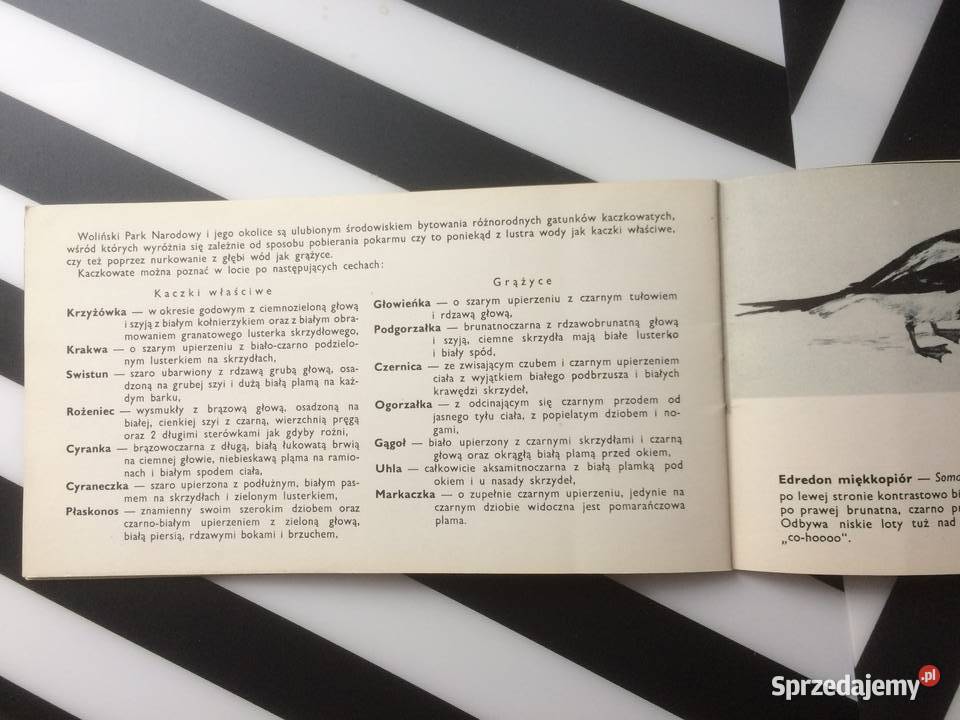 Woliński Park Narodowy i jego okolice są ulubionym środowiskiem bytowania różnorodnych gatunków kaczkowatych,
wśród których wyróżnia się zależnie od sposobu pobierania pokarmu czy to poniekąd z lustra wody jak kaczki właściwe,
czy też poprzez nurkowanie z głębi wód jak grążyce.
Kaczkowate można poznać w locie po następujących cechach:
Kaczki właściwe
Krzyżówka — w okresie godowym z ciemnozieloną głową
i szyją z białym kołnierzykiem oraz z białym obra-
mowaniem granatowego lusterka skrzydłowego,
Krakwa — o szarym upierzeniu z biało-czarno podzielo-
nym lusterkiem na skrzydłach,
Swistun — szaro ubarwiony z rdzawą grubą głową, osa-
dzoną na grubej szyi i dużą białą plamą na każ-
dym barku,
Rożeniec — wysmukły z brązową głową, osadzoną na
białej, cienkiej szyi z czarną, wierzchnią pręgą
oraz 2 długimi sterówkami jak gdyby rożni,
Cyranka — brązowoczarna z długą, białą łukowatą brwią
na ciemnej głowie, niebieskawą plamą na ramio-
nach i białym spodem ciała,
Cyraneczka — szaro upierzona z podłużnym, białym pas-
mem na skrzydłach i zielonym lusterkiem,
Płaskonos — znamienny swoim szerokim dziobem oraz
czarno-białym upierzeniem z zieloną głową,
białą piersią, rdzawymi bokami i brzuchem,
Grążyce
Głowieńka — o szarym upierzeniu z czarnym tułowiem
i rdzawą głową,
Podgorzałka — brunatnoczarna z rdzawobrunatną głową
i szyją, ciemne skrzydła mają białe lusterko
i biały spód,
Czernica — ze zwisającym czubem i czarnym upierzeniem
ciała z wyjątkiem białego podbrzusza i białych
krawędzi skrzydeł,
Ogorzałka — z odcinającym się czarnym przodem od
jasnego tyłu ciała, z popielatym dziobem i no-
gami,
Gągoł — biało upierzony z czarnymi skrzydłami i czarną
głową oraz okrągłą białą plamą przed okiem,
Uhla — całkowicie aksamitnoczarna z białą plamką pod
okiem i u nasady skrzydeł,
Markaczka — o zupełnie czarnym upierzeniu, jedynie na
czarnym dziobie widoczna jest pomarańczowa
plama.
Edredon miękkopiór —
po lewej stronie kontrastowo
po prawej brunatna, czarno
Odbywa niskie loty tuż nad
„co-hoooo”.
Sprzedajemy.pl